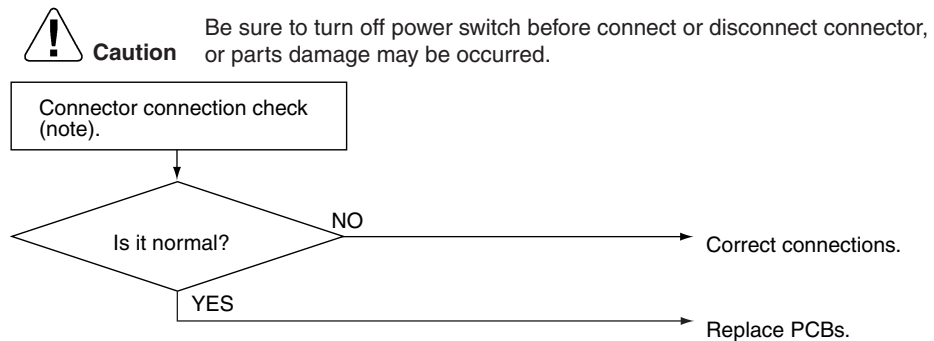 Be sure to turn off power switch before connect or disconnect connector,
Caution or parts damage may be occurred.
Connector connection check
(note).
Is it normal?
NO
Correct connections.
YES
Replace PCBs.